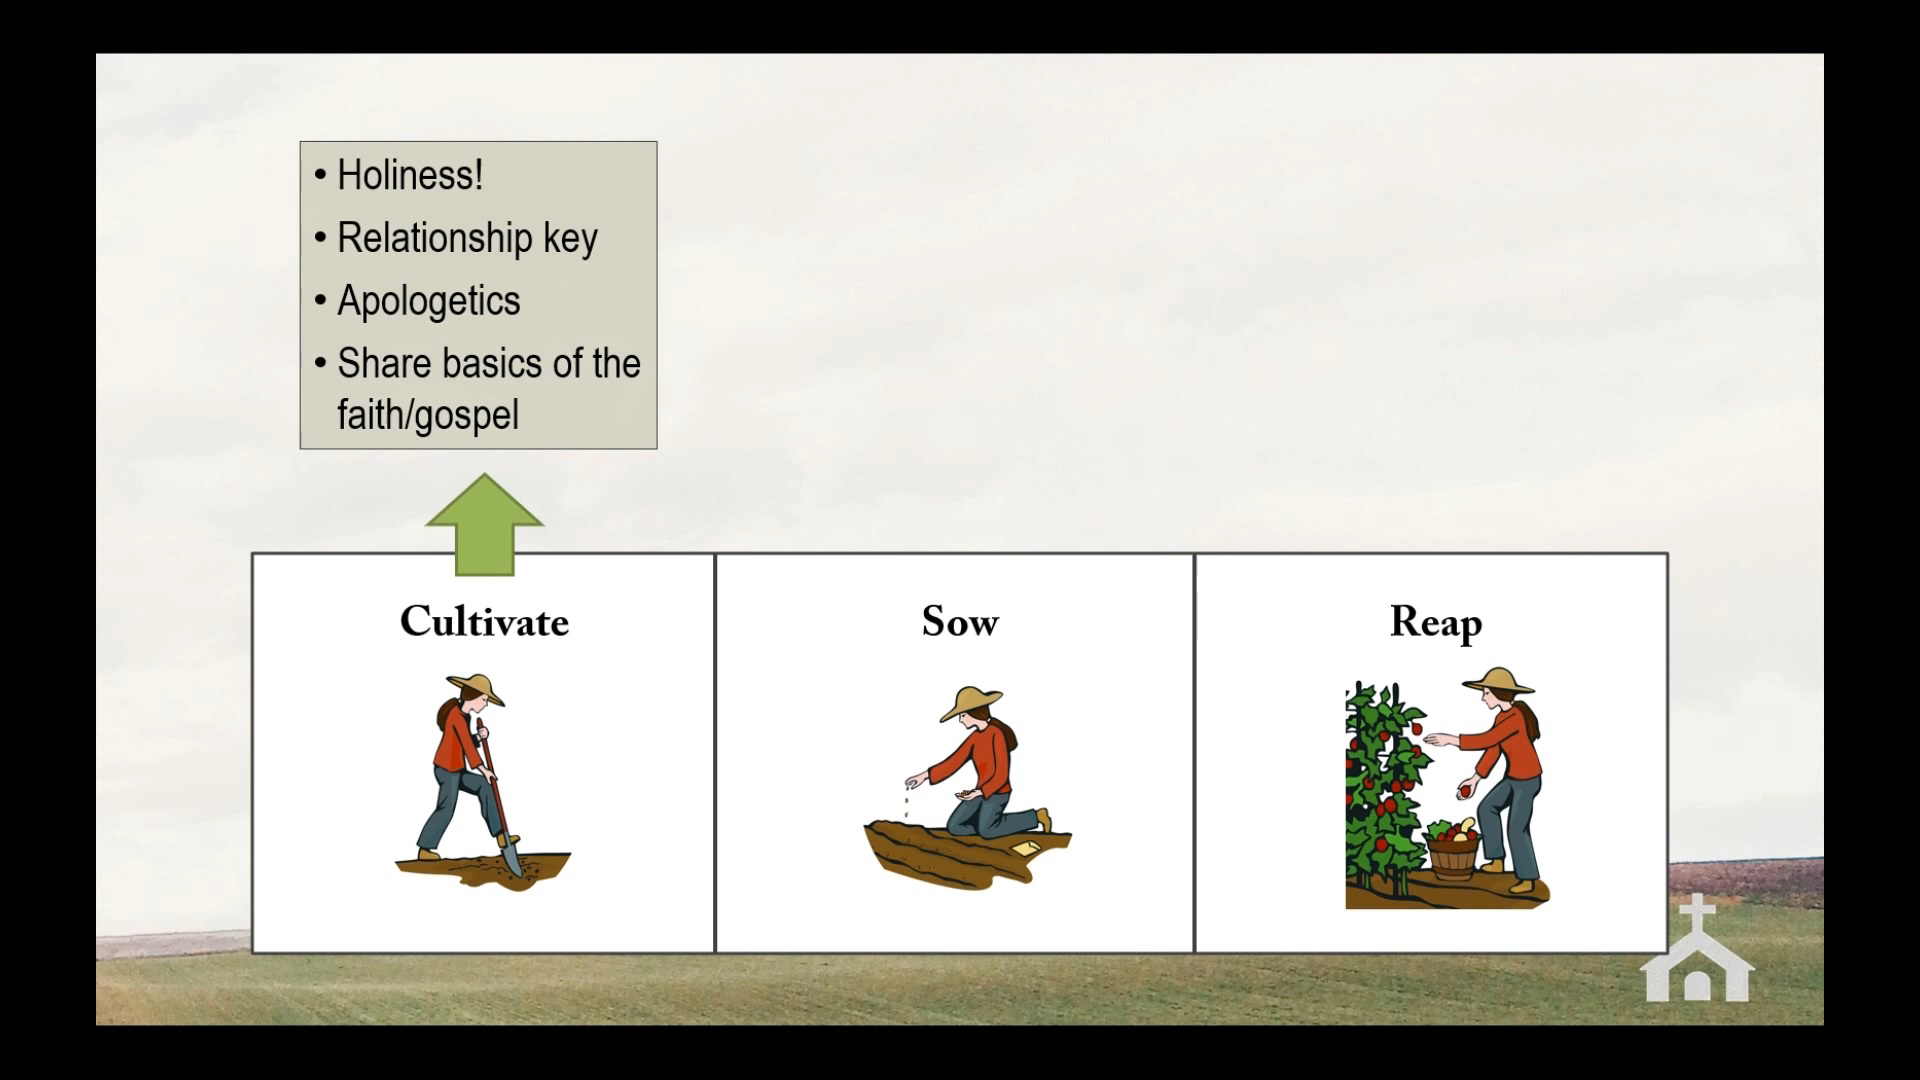 • Holiness!
• Relationship key
• Apologetics
• Share basics of the
faith/gospel
Cultivate
Sow
Reap